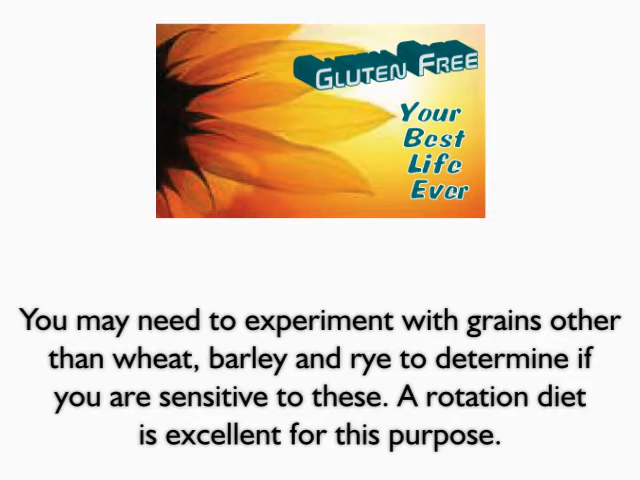 Gluten Free
Your
Best
Life
Ever
You may need to experiment with grains other
than wheat, barley and rye to determine if
you are sensitive to these. A rotation diet
is excellent for this purpose.